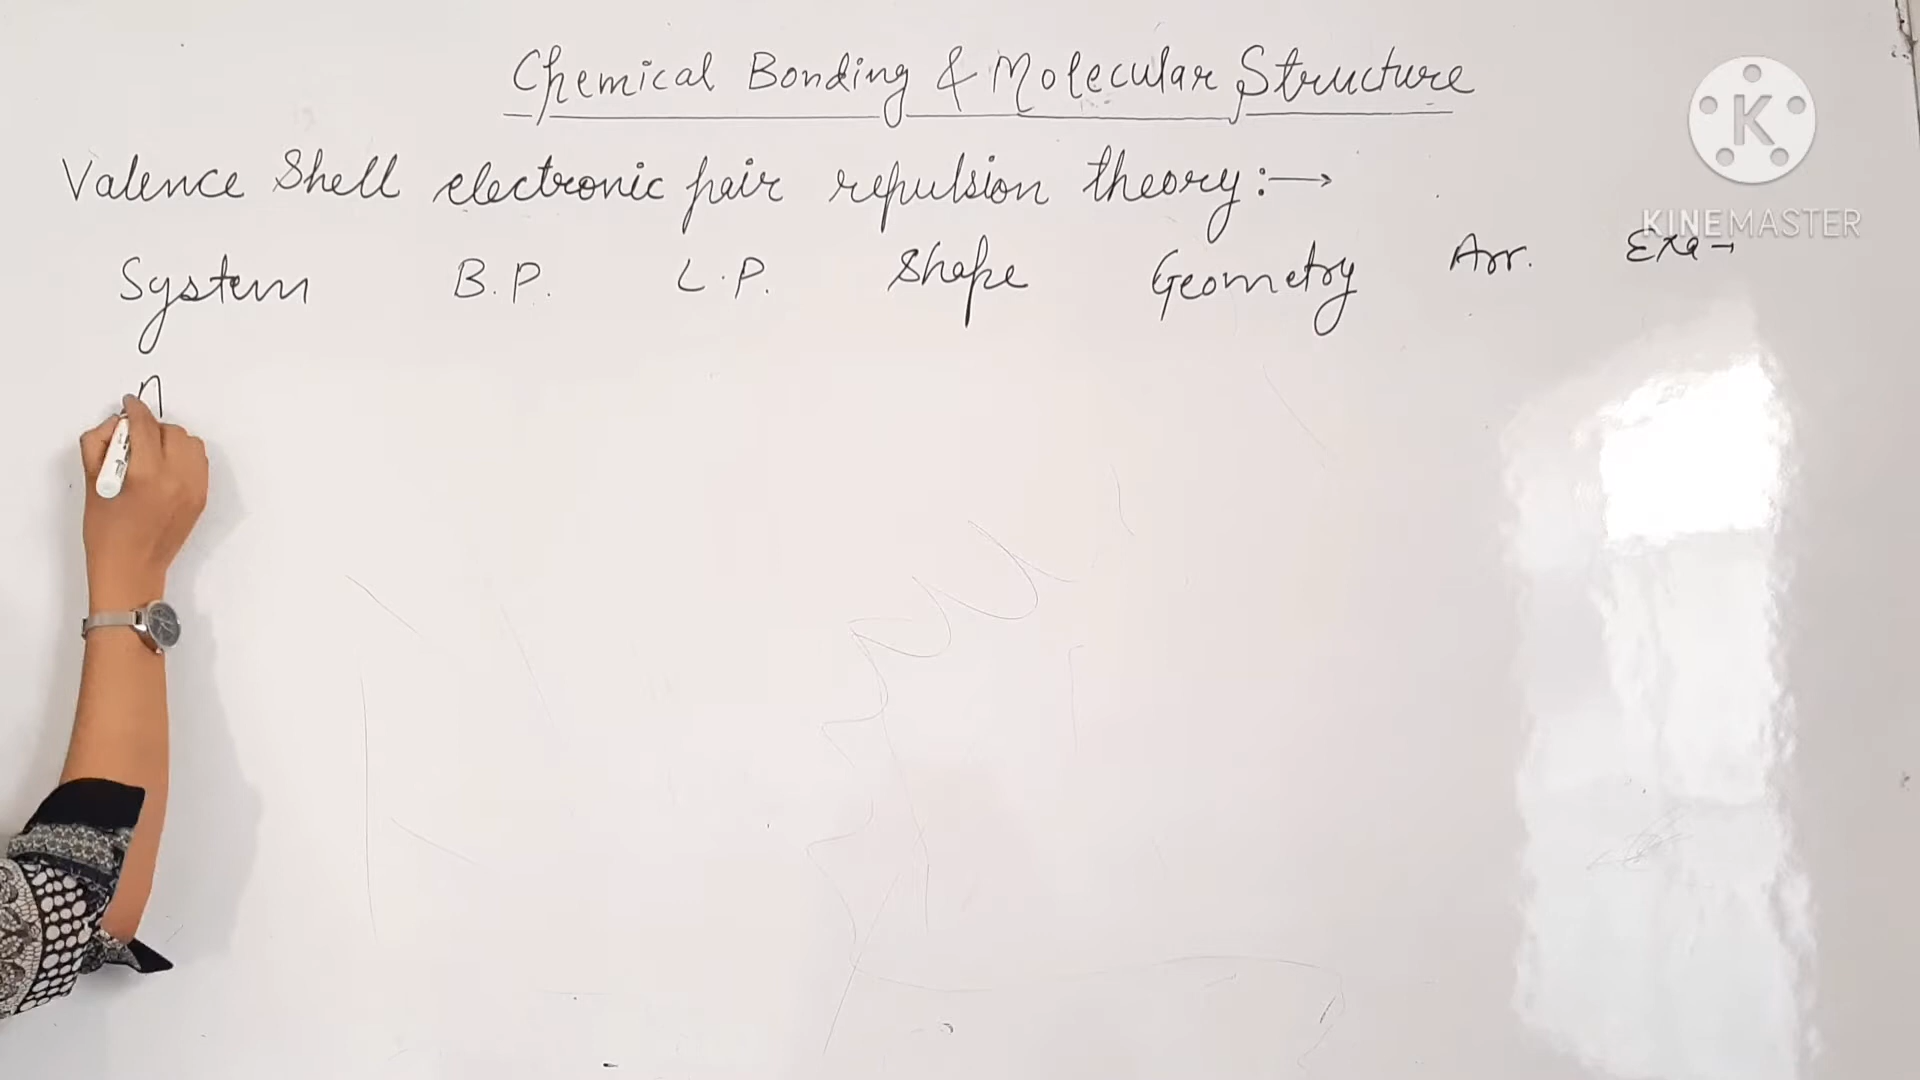 Chemical Bonding & Molecular Structure
Valence Shell electronic pair repulsion theory:→
System B.P. L.P. Shape Geometry Arr. Exa→
A
K
KINEMASTER